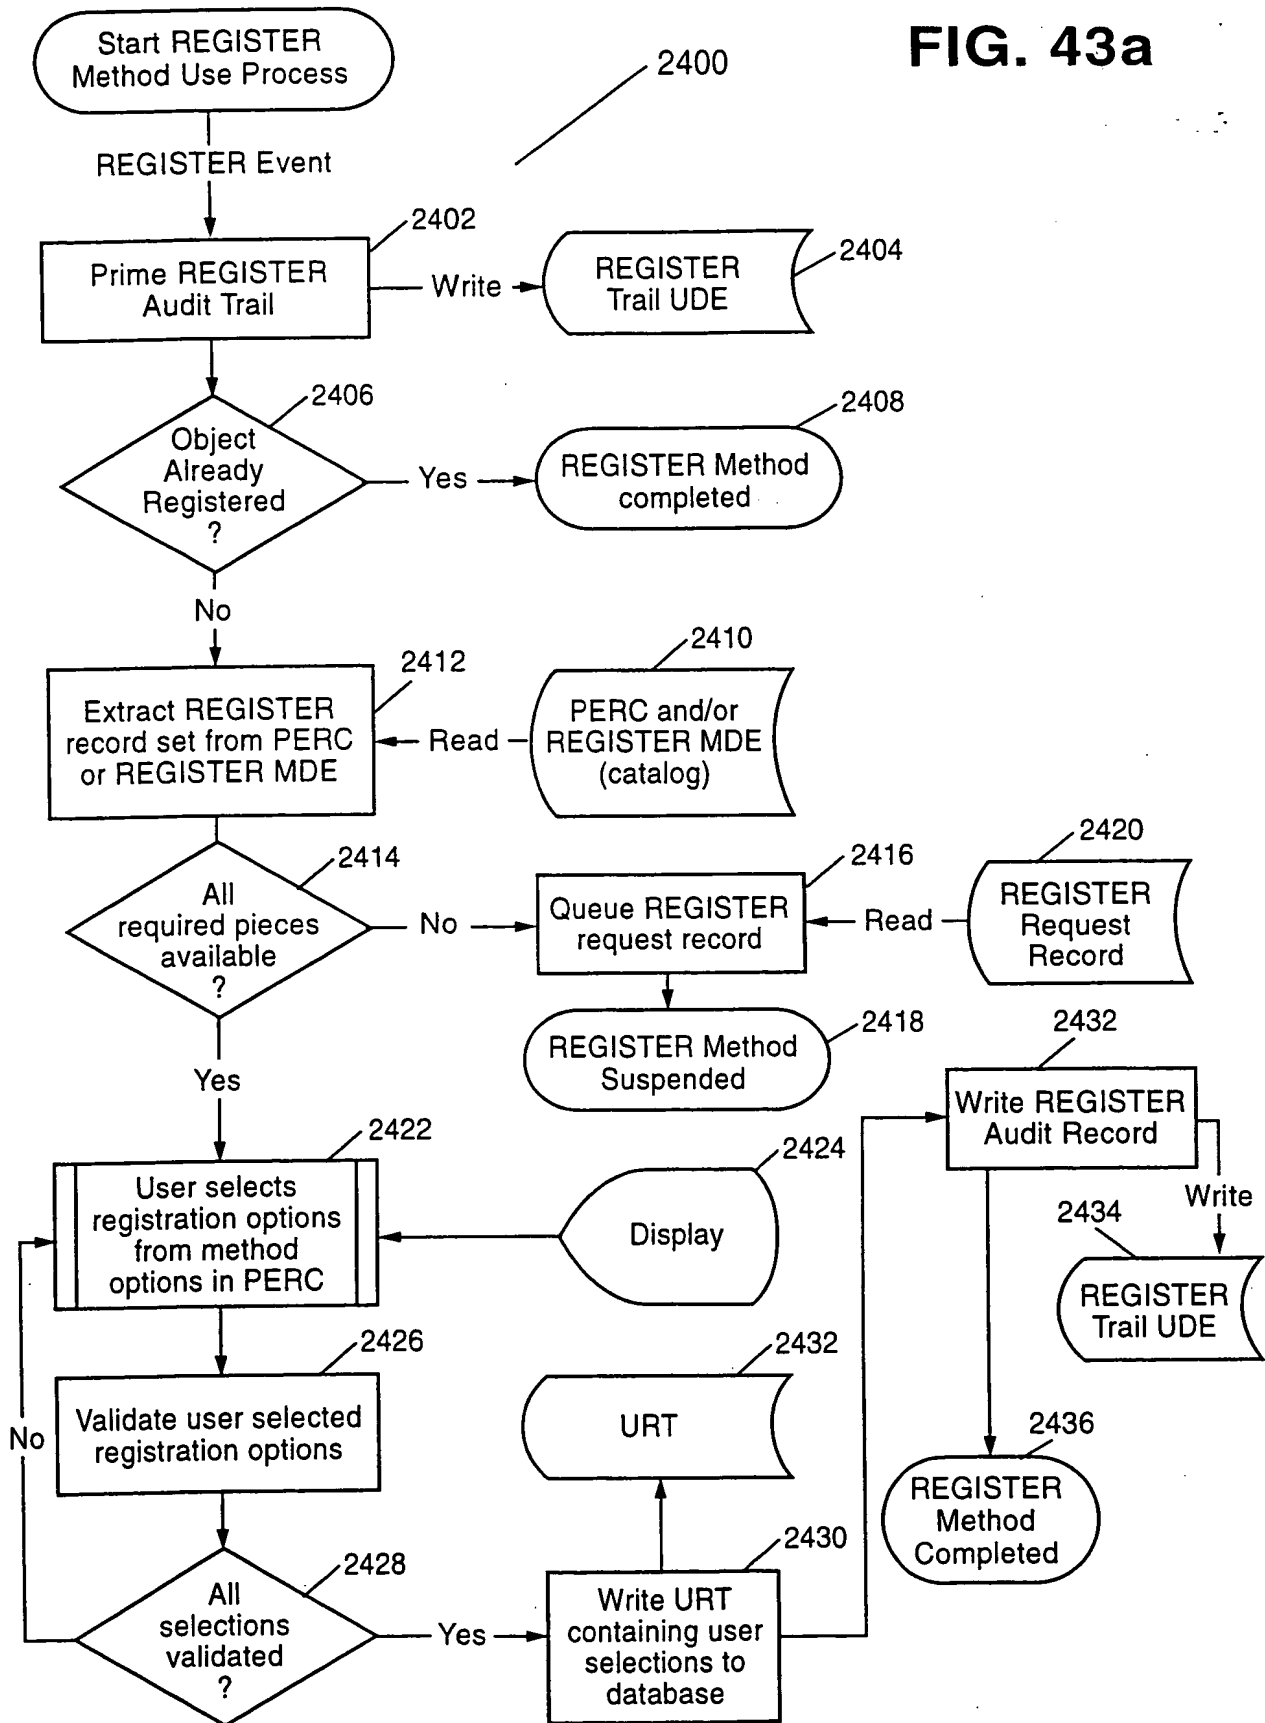 FIG. 43a
Start REGISTER
Method Use Process
2400
REGISTER Event
2402
Prime REGISTER
Audit Trail
Write
REGISTER
Trail UDE
2404
2406
Object
Already
Registered
?
Yes
2408
REGISTER Method
completed
No
2412
Extract REGISTER
record set from PERC
or REGISTER MDE
Read
2410
PERC and/or
REGISTER MDE
(catalog)
2414
All
required pieces
available
?
No
2416
Queue REGISTER
request record
Read
2420
REGISTER
Request
Record
2418
REGISTER Method
Suspended
Yes
2422
User selects
registration options
from method
options in PERC
2424
Display
2432
Write REGISTER
Audit Record
Write
2434
REGISTER
Trail UDE
2426
Validate user selected
registration options
No
2432
URT
2436
REGISTER
Method
Completed
2428
All
selections
validated
?
Yes
2430
Write URT
containing user
selections to
database